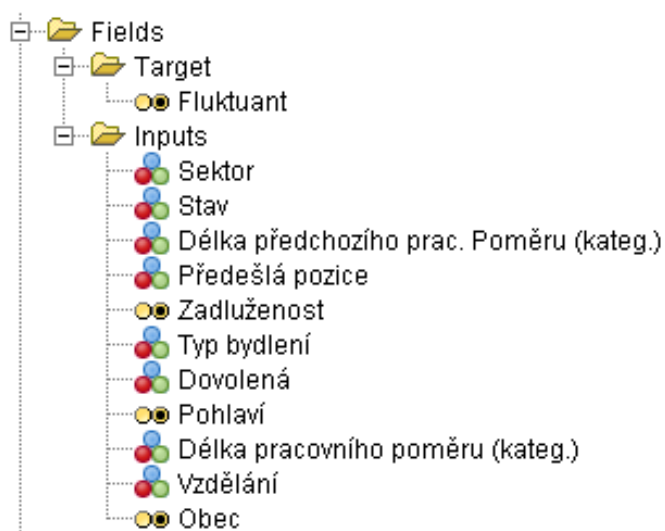 Fields
Target
Fluktuant
Inputs
Sektor
Stav
Délka předchozího prac. Poměru (kateg.)
Předešlá pozice
Zadluženost
Typ bydlení
Dovolená
Pohlaví
Délka pracovního poměru (kateg.)
Vzdělání
Obec